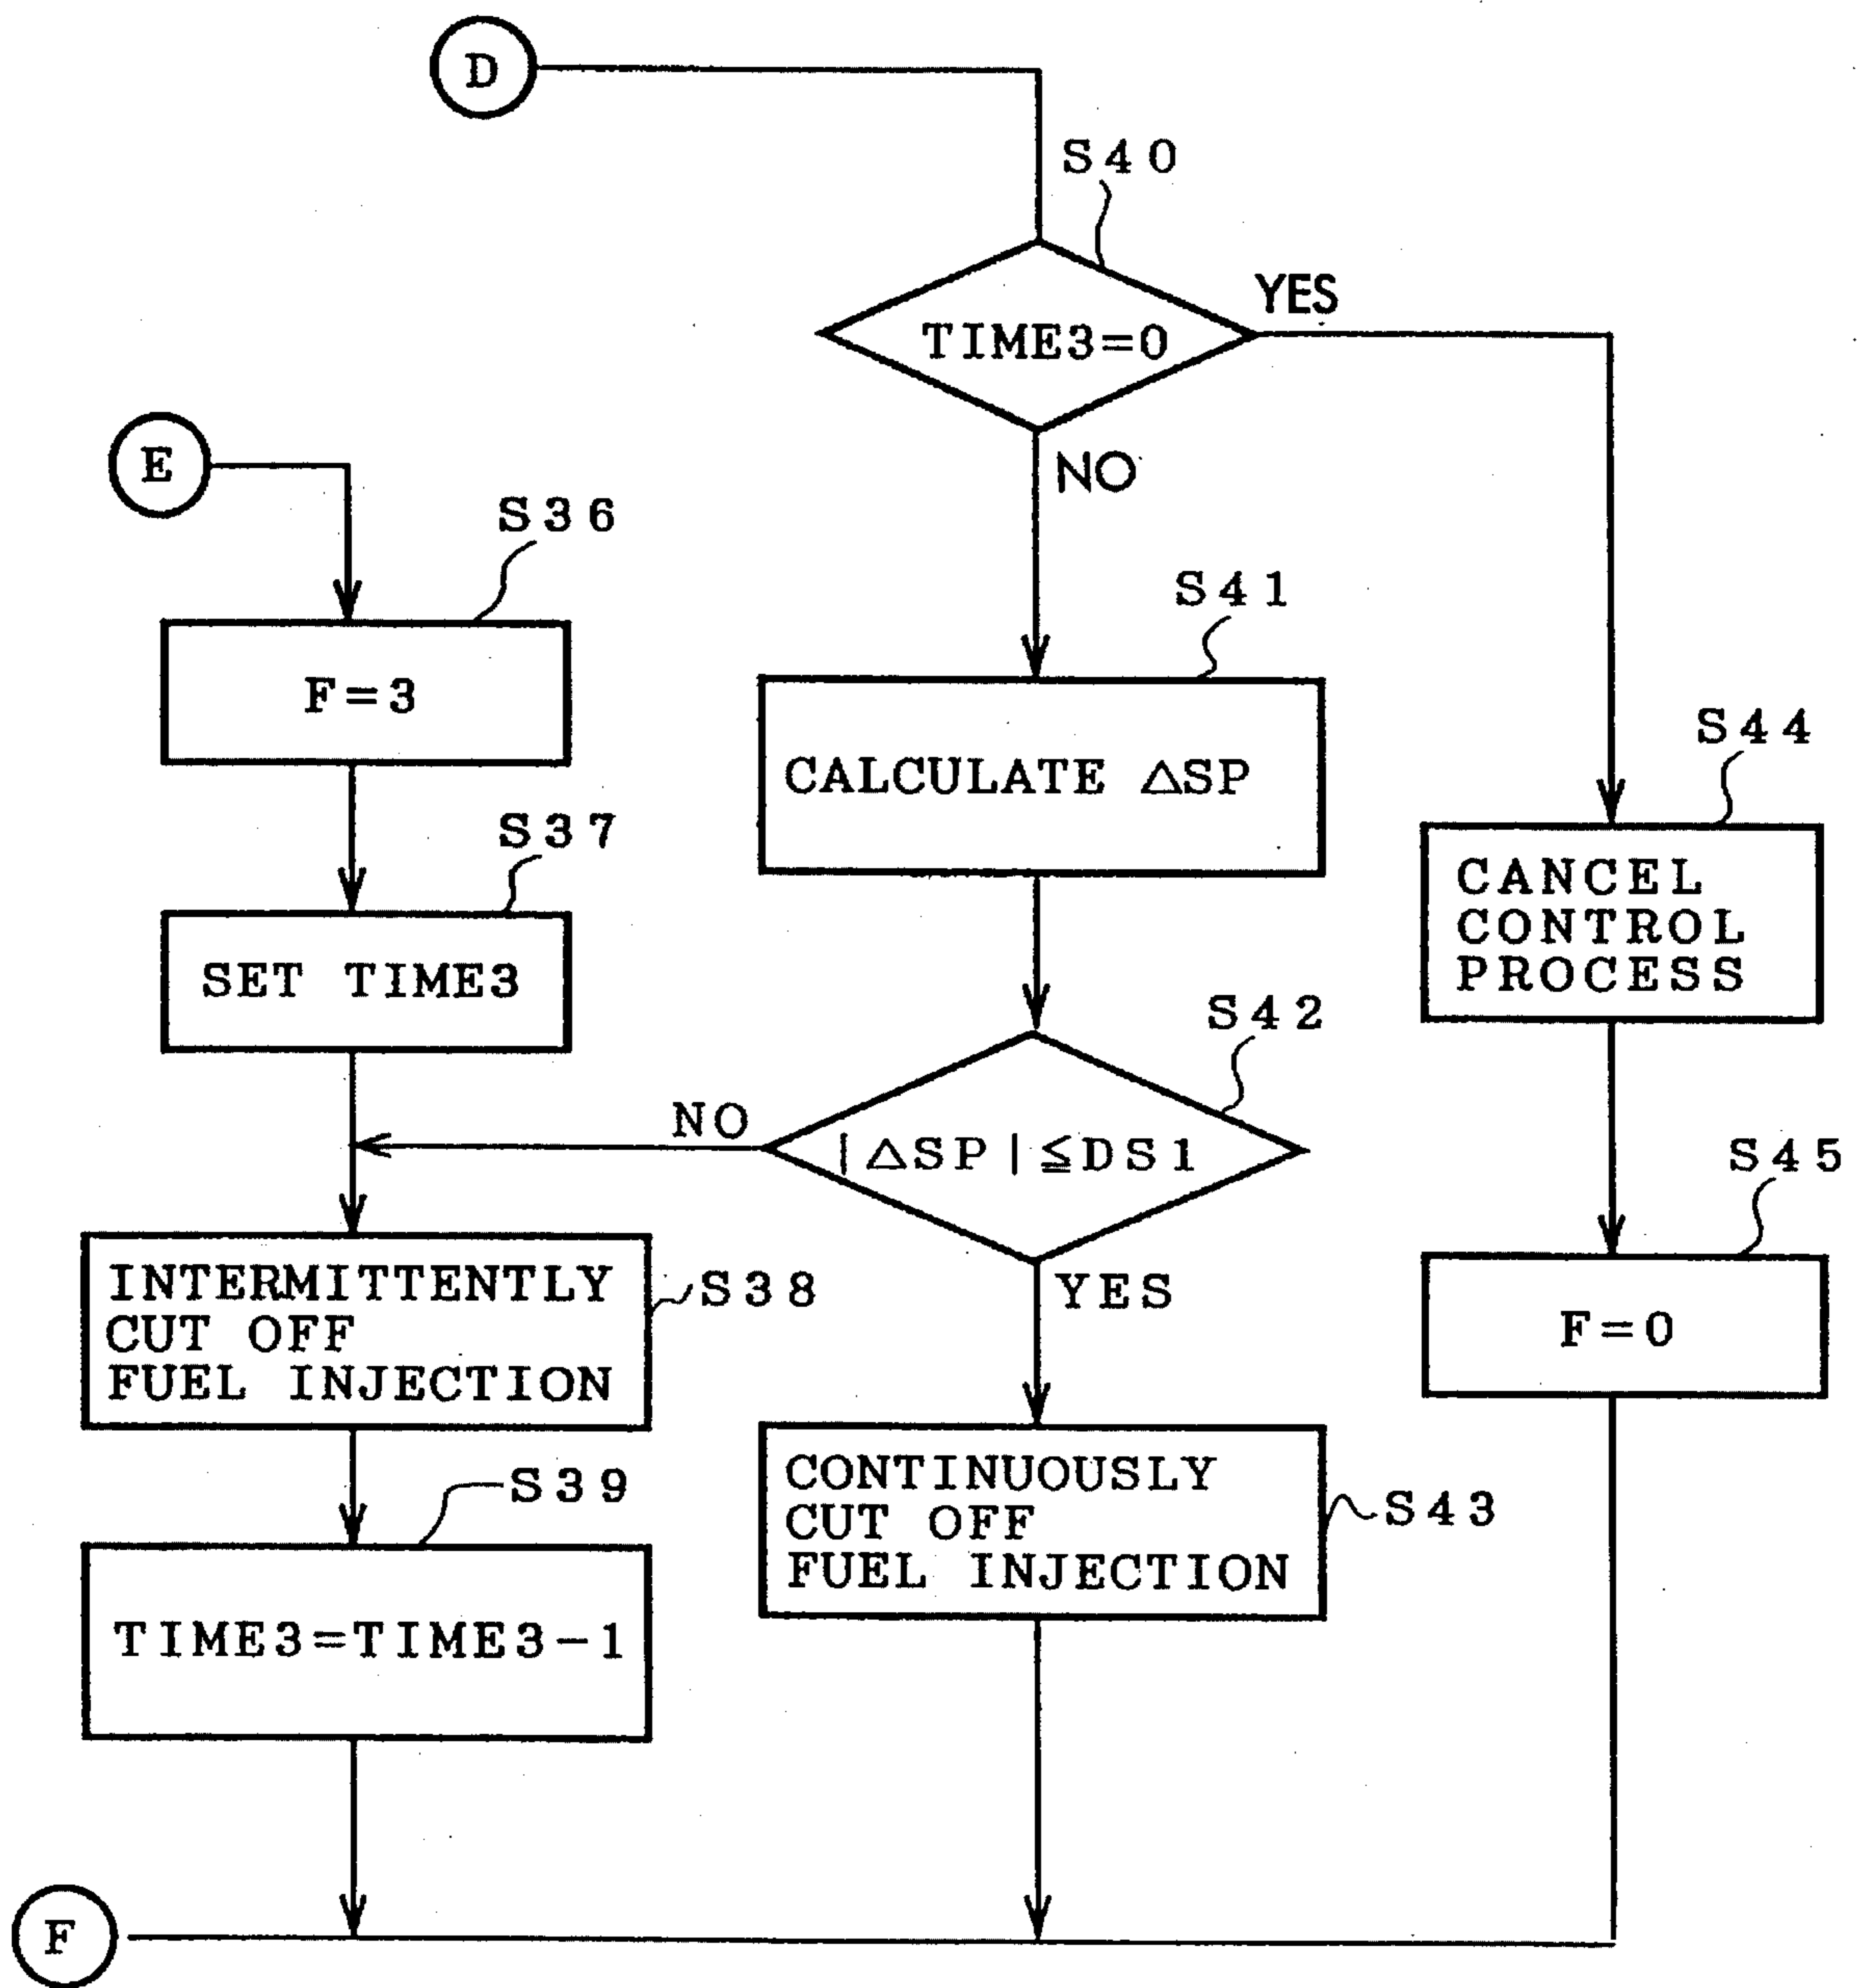 D
S40
TIME3=0
YES
NO
E
S36
F=3
S41
CALCULATE △SP
S37
SET TIME3
S44
CANCEL
CONTROL
PROCESS
S42
NO
|△SP|≦DS1
YES
S45
F=0
INTERMITTENTLY
CUT OFF
FUEL INJECTION
S38
CONTINUOUSLY
CUT OFF
FUEL INJECTION
S43
S39
TIME3=TIME3-1
F